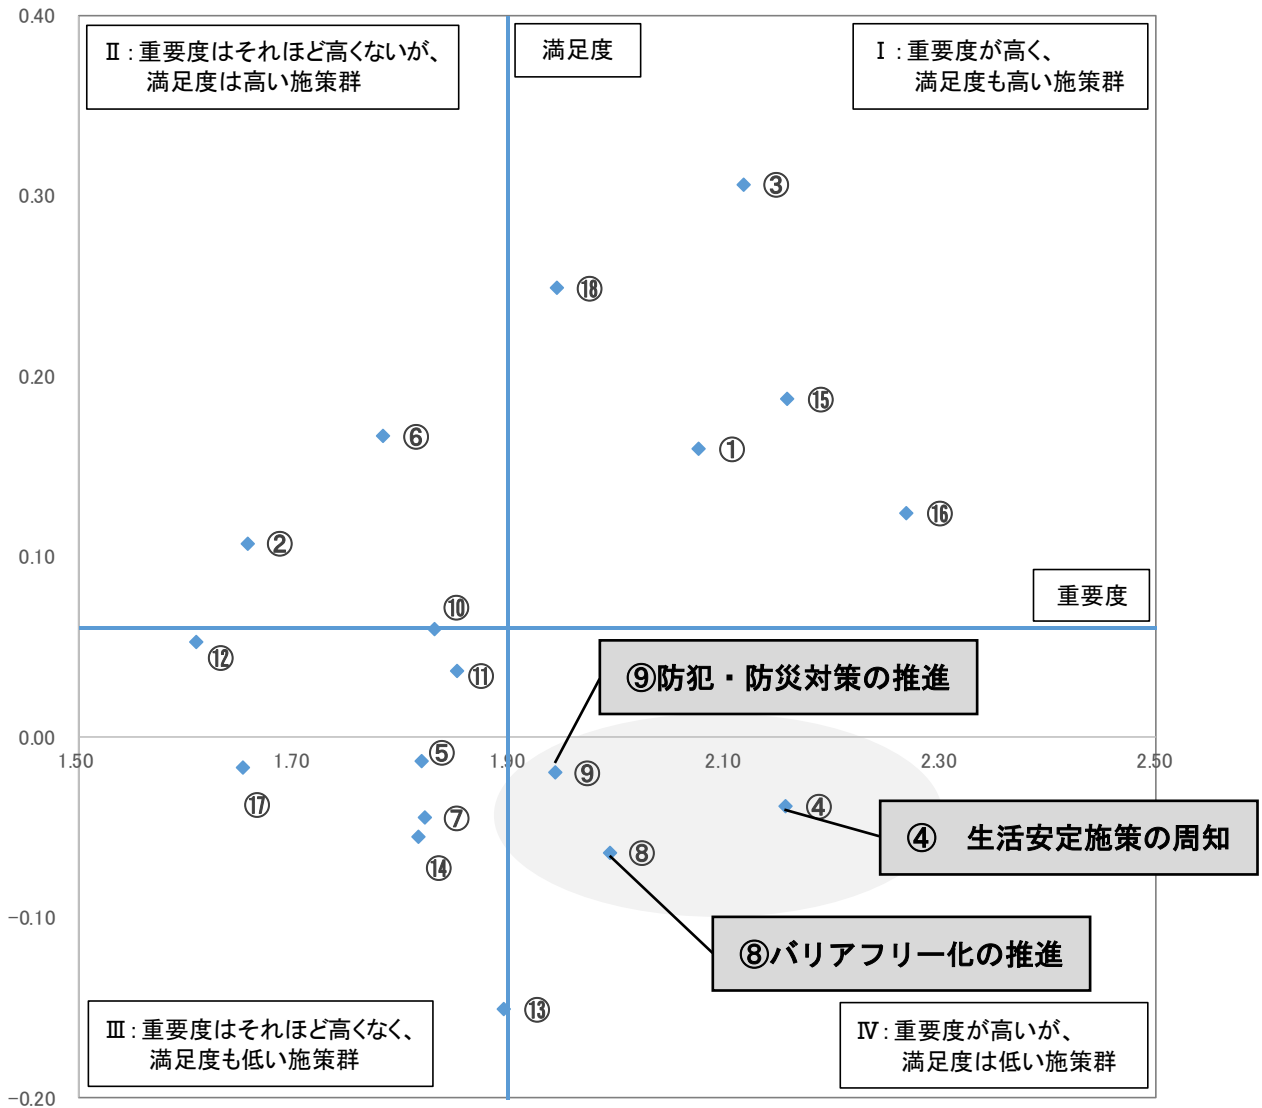 0.40
Ⅱ：重要度はそれほど高くないが、
満足度は高い施策群
満足度
Ⅰ：重要度が高く、
満足度も高い施策群
0.30
③
⑱
0.20
⑮
⑥
①
⑯
0.10
②
⑩
重要度
⑫
⑪
⑨防犯・防災対策の推進
0.00
1.50
1.70
1.90
2.10
2.30
2.50
⑤
⑨
⑰
⑦
④
④　生活安定施策の周知
⑭
⑧
-0.10
⑧バリアフリー化の推進
⑬
Ⅲ：重要度はそれほど高くなく、
満足度も低い施策群
Ⅳ：重要度が高いが、
満足度は低い施策群
-0.20